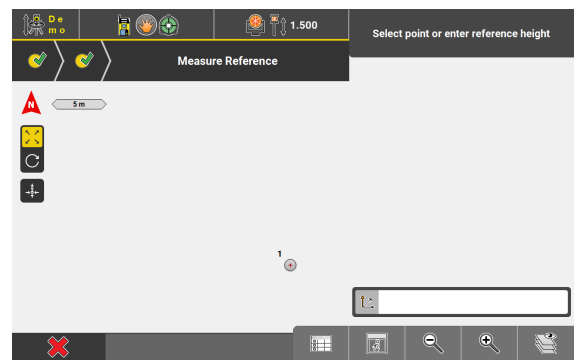 De
mo
1.500
Select point or enter reference height
Measure Reference
N
5 m
1